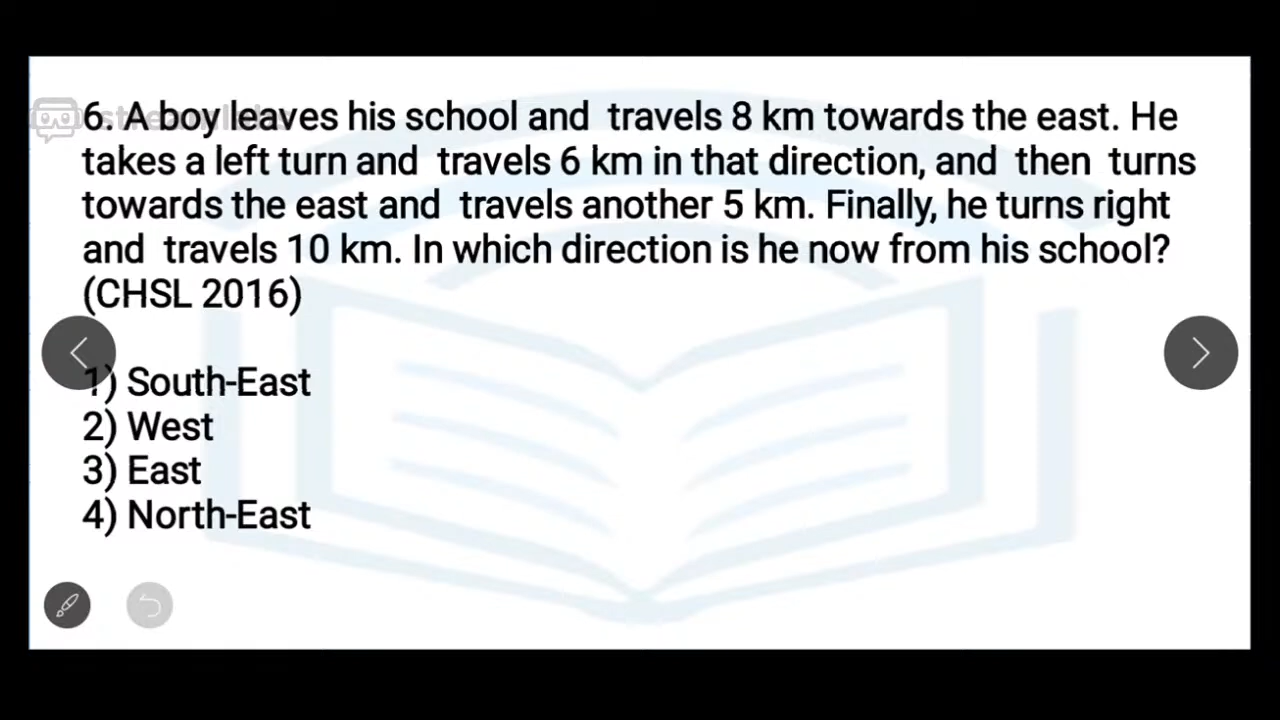 streamlabs
6. A boy leaves his school and travels 8 km towards the east. He
takes a left turn and travels 6 km in that direction, and then turns
towards the east and travels another 5 km. Finally, he turns right
and travels 10 km. In which direction is he now from his school?
(CHSL 2016)
1) South-East
2) West
3) East
4) North-East